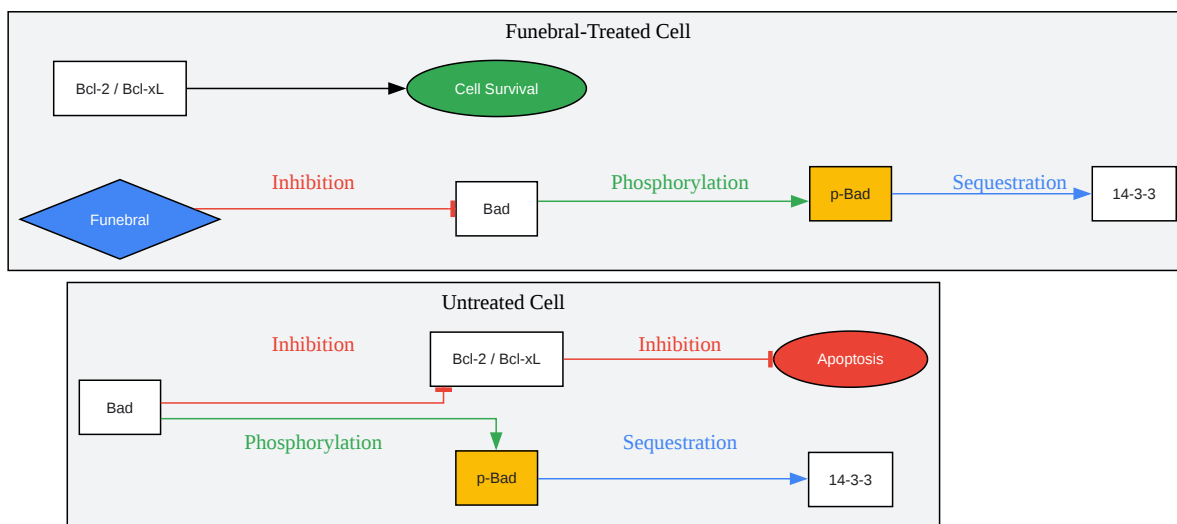 Funebral-Treated Cell
Bcl-2 / Bcl-xL
Cell Survival
Inhibition
Phosphorylation
Sequestration
Funebral
Bad
p-Bad
14-3-3
Untreated Cell
Inhibition
Bcl-2 / Bcl-xL
Inhibition
Apoptosis
Bad
Phosphorylation
Sequestration
p-Bad
14-3-3